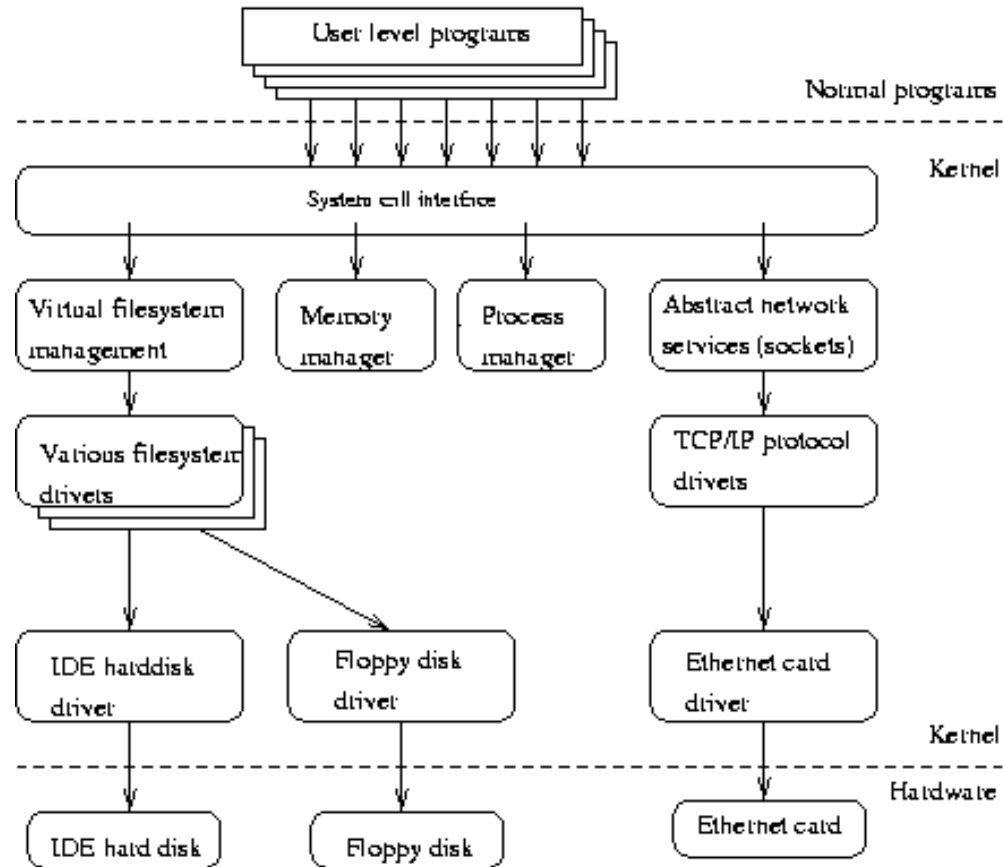 User level programs
Normal programs
Kernel
System call interface
Virtual filesystem
management
Memory
manager
Process
manager
Abstract network
services (sockets)
Various filesystem
drivers
TCP/IP protocol
drivers
IDE harddisk
driver
Floppy disk
driver
Ethernet card
driver
Kernel
Hardware
IDE hard disk
Floppy disk
Ethernet card